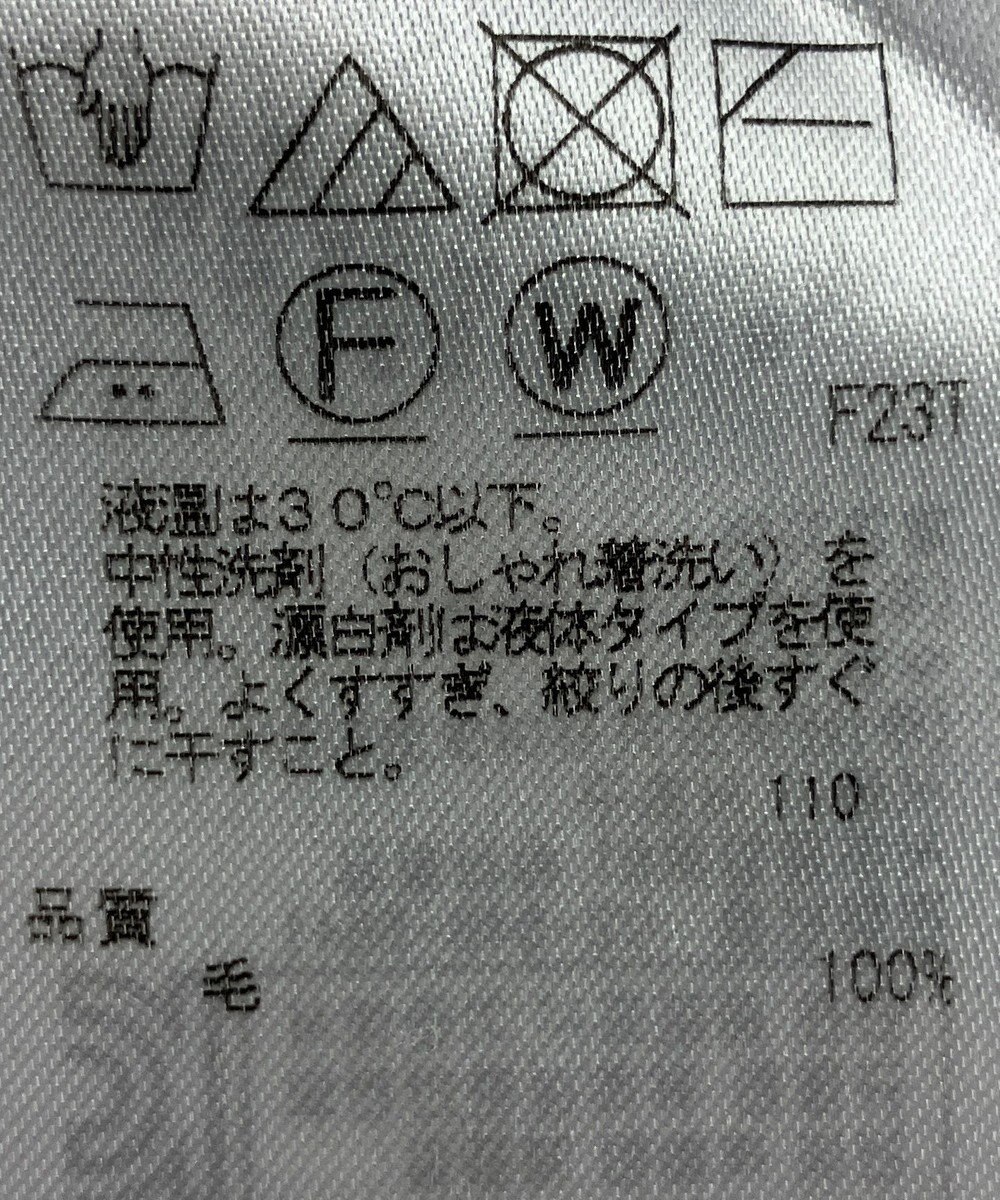 F W
F23T
液温は３０℃以下。
中性洗剤（おしゃれ着洗い）を
使用。漂白剤は液体タイプを使
用。よくすすぎ、絞りの後すぐ
に干すこと。
110
品質
毛 100%